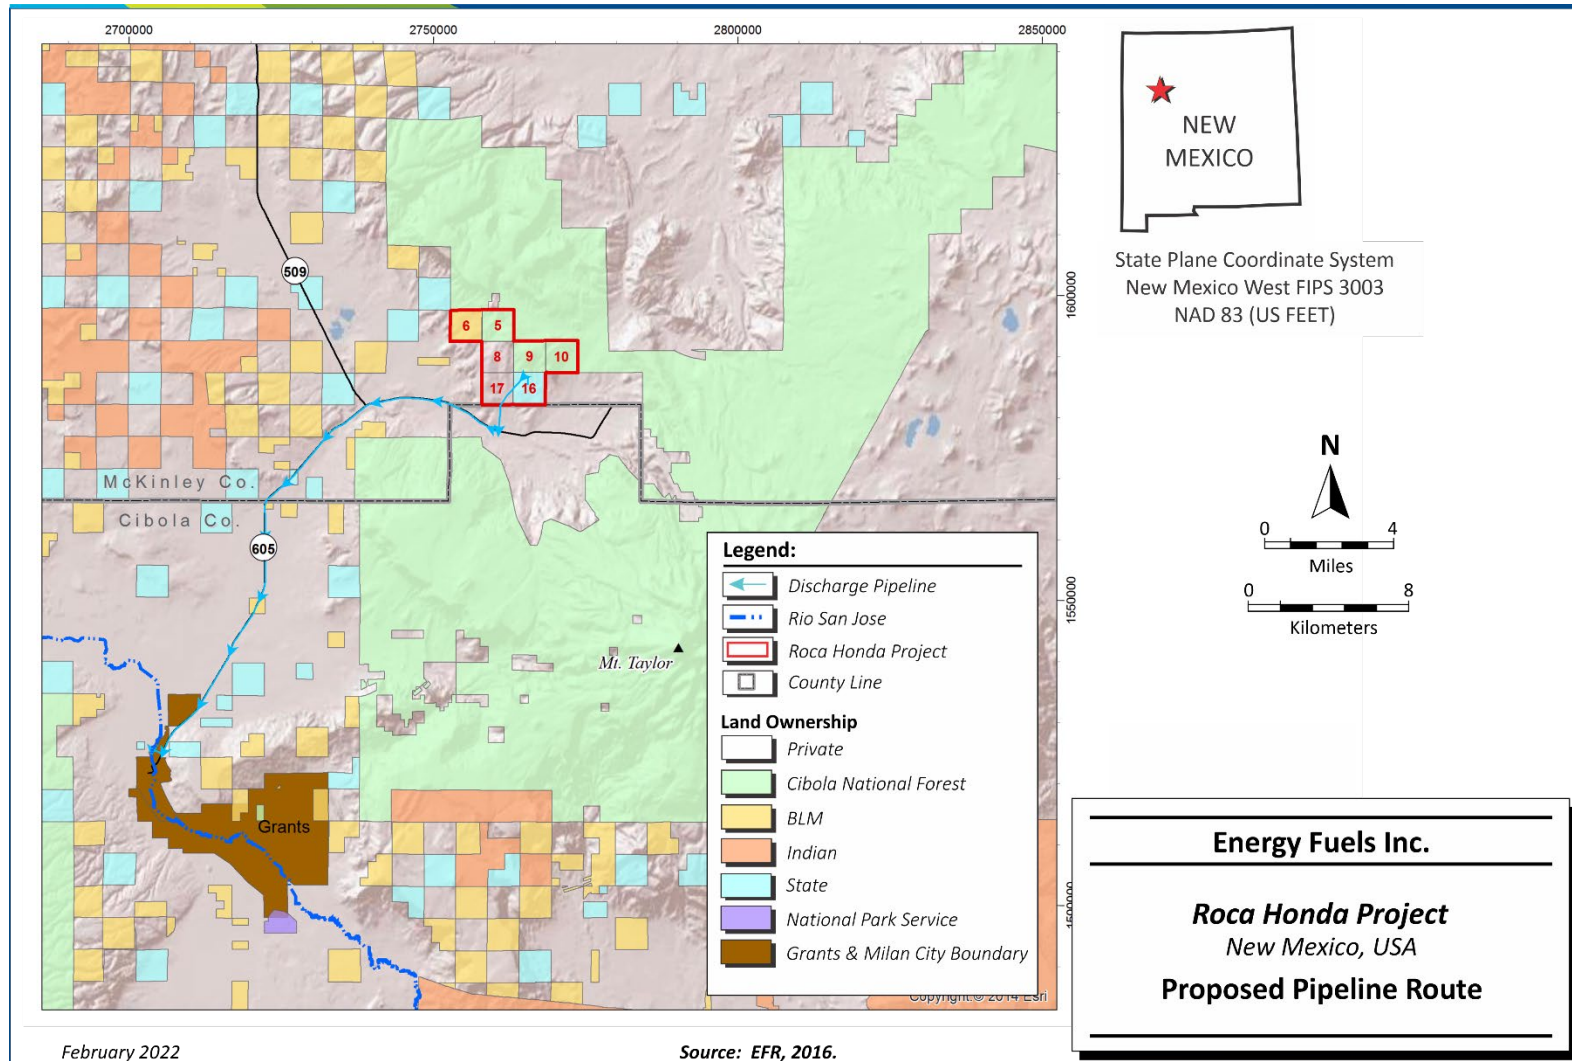 2700000
2750000
2800000
2850000
1600000
1550000
1500000
509
6
5
8
9
10
17
16
McKinley Co.
Cibola Co.
605
Mt. Taylor
Grants
Legend:
Discharge Pipeline
Rio San Jose
Roca Honda Project
County Line
Land Ownership
Private
Cibola National Forest
BLM
Indian
State
National Park Service
Grants & Milan City Boundary
Copyright:© 2014 Esri
NEW
MEXICO
State Plane Coordinate System
New Mexico West FIPS 3003
NAD 83 (US FEET)
N
0 4
Miles
0 8
Kilometers
Energy Fuels Inc.
Roca Honda Project
New Mexico, USA
Proposed Pipeline Route
February 2022
Source: EFR, 2016.